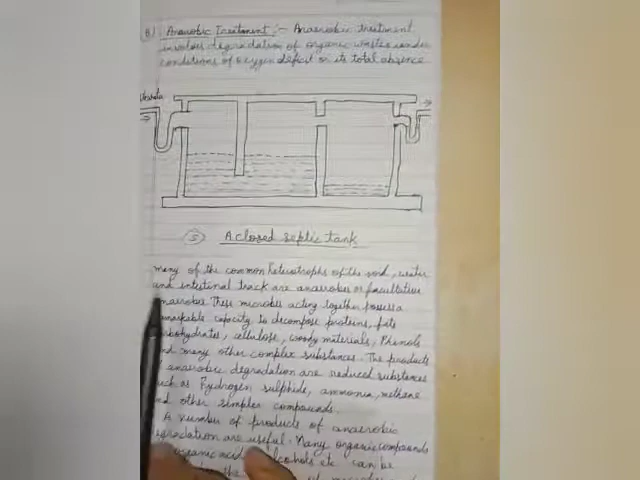 B) Anaerobic Treatment :- Anaerobic treatment
involves degradation of organic wastes under
conditions of oxygen deficit or its total absence
5 A closed septic tank
many of the common heterotrophs of the soil, water
and intestinal track are anaerobes or facultative
anaerobe. These microbes acting together possess a
remarkable capacity to decompose proteins, fats
carbohydrates, cellulose, woody materials, Phenols
and many other complex substances. The products
anaerobic degradation are reduced substances
such as Hydrogen sulphide, ammonia, methane
and other simpler compounds.
A number of products of anaerobic
degradation are useful. Many organic compounds
organic acid alcohols etc can be
the of